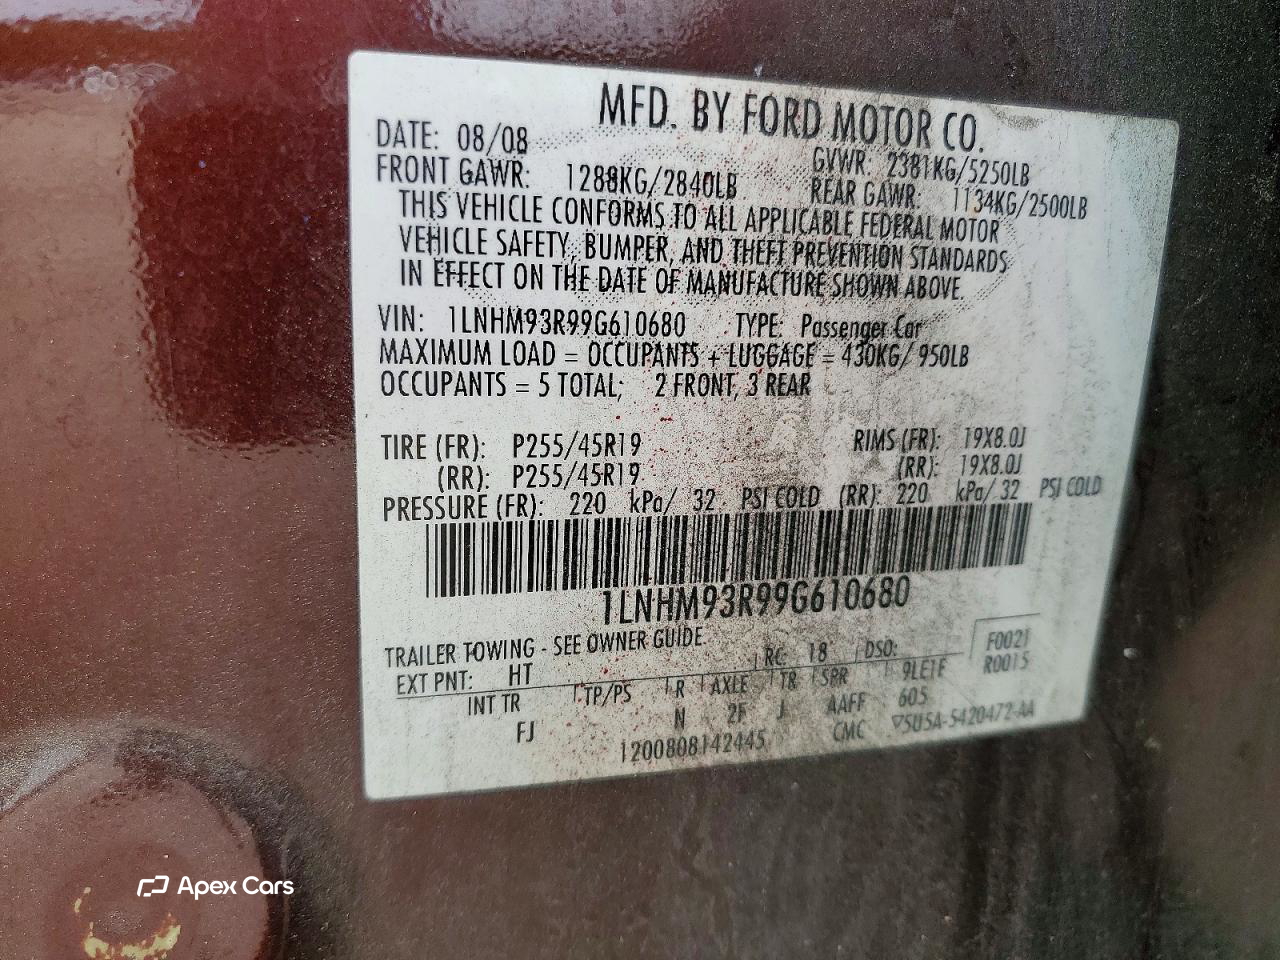 MFD. BY FORD MOTOR CO.
DATE: 08/08 GVWR: 2381KG/5250LB
FRONT GAWR: 1288KG/2840LB REAR GAWR: 1134KG/2500LB
THIS VEHICLE CONFORMS TO ALL APPLICABLE FEDERAL MOTOR
VEHICLE SAFETY, BUMPER, AND THEFT PREVENTION STANDARDS
IN EFFECT ON THE DATE OF MANUFACTURE SHOWN ABOVE.
VIN: 1LNHM93R99G610680 TYPE: Passenger Car
MAXIMUM LOAD = OCCUPANTS + LUGGAGE = 430KG/ 950LB
OCCUPANTS = 5 TOTAL; 2 FRONT, 3 REAR
TIRE (FR): P255/45R19 RIMS (FR): 19X8.0J
(RR): P255/45R19 (RR): 19X8.0J
PRESSURE (FR): 220 kPa/ 32 PSI COLD (RR): 220 kPa/ 32 PSI COLD
1LNHM93R99G610680
TRAILER TOWING - SEE OWNER GUIDE
EXT PNT: HT RC: 18 DSO: F0021
R0015
INT TR TP/PS R AXLE TR SPR 9LE1F
FJ N 2F J AAFF 605
1200808142445 CMC ▽5U5A-5420472-AA
Apex Cars